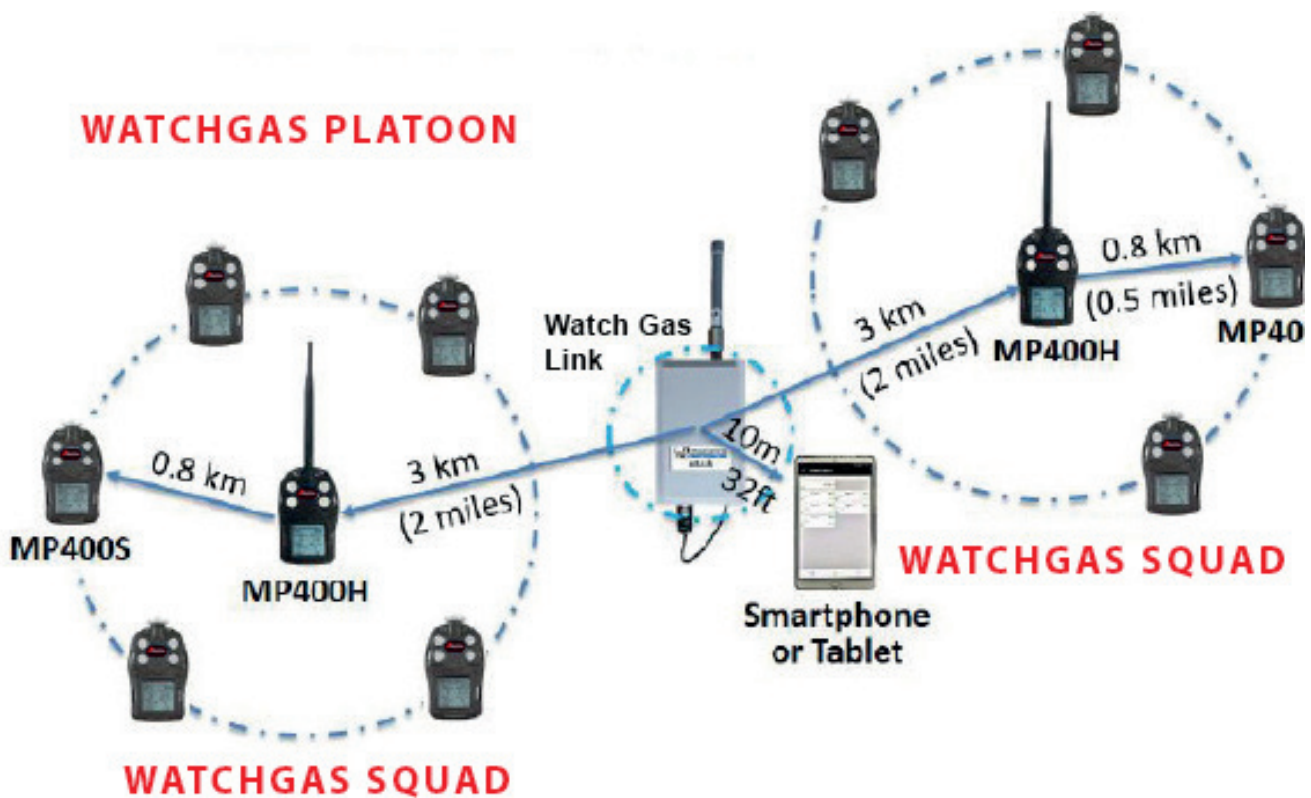 WATCHGAS PLATOON
Watch Gas
Link
0.8 km
(0.5 miles)
3 km
(2 miles)
MP400H
MP40
10m
32ft
0.8 km
3 km
(2 miles)
MP400S
MP400H
WATCHGAS SQUAD
Smartphone
or Tablet
WATCHGAS SQUAD